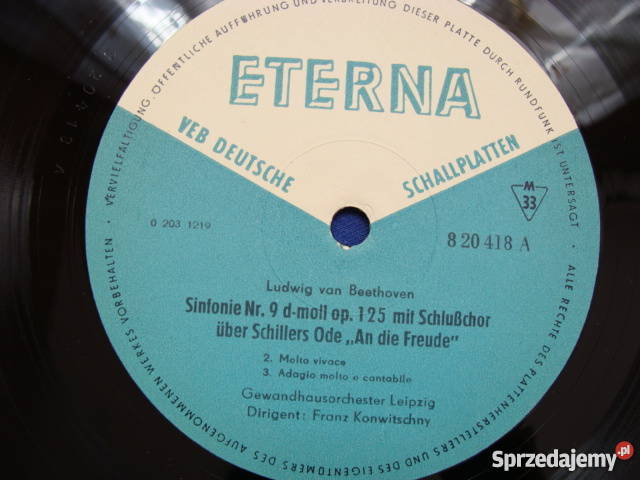 VERVIELFÄLTIGUNG, ÖFFENTLICHE AUFFÜHRUNG UND VERBREITUNG DIESER PLATTE DURCH RUNDFUNK IST UNTERSAGT · ALLE RECHTE DES PLATTENHERSTELLERS UND DES EIGENTÜMERS DES AUFGENOMMENEN WERKES VORBEHALTEN ·
ETERNA
VEB DEUTSCHE SCHALLPLATTEN
M
33
0 203 1219
8 20 418 A
Ludwig van Beethoven
Sinfonie Nr. 9 d-moll op. 125 mit Schlußchor
über Schillers Ode „An die Freude"
2. Molto vivace
3. Adagio molto e cantabile
Gewandhausorchester Leipzig
Dirigent: Franz Konwitschny
Sprzedajemy.pl